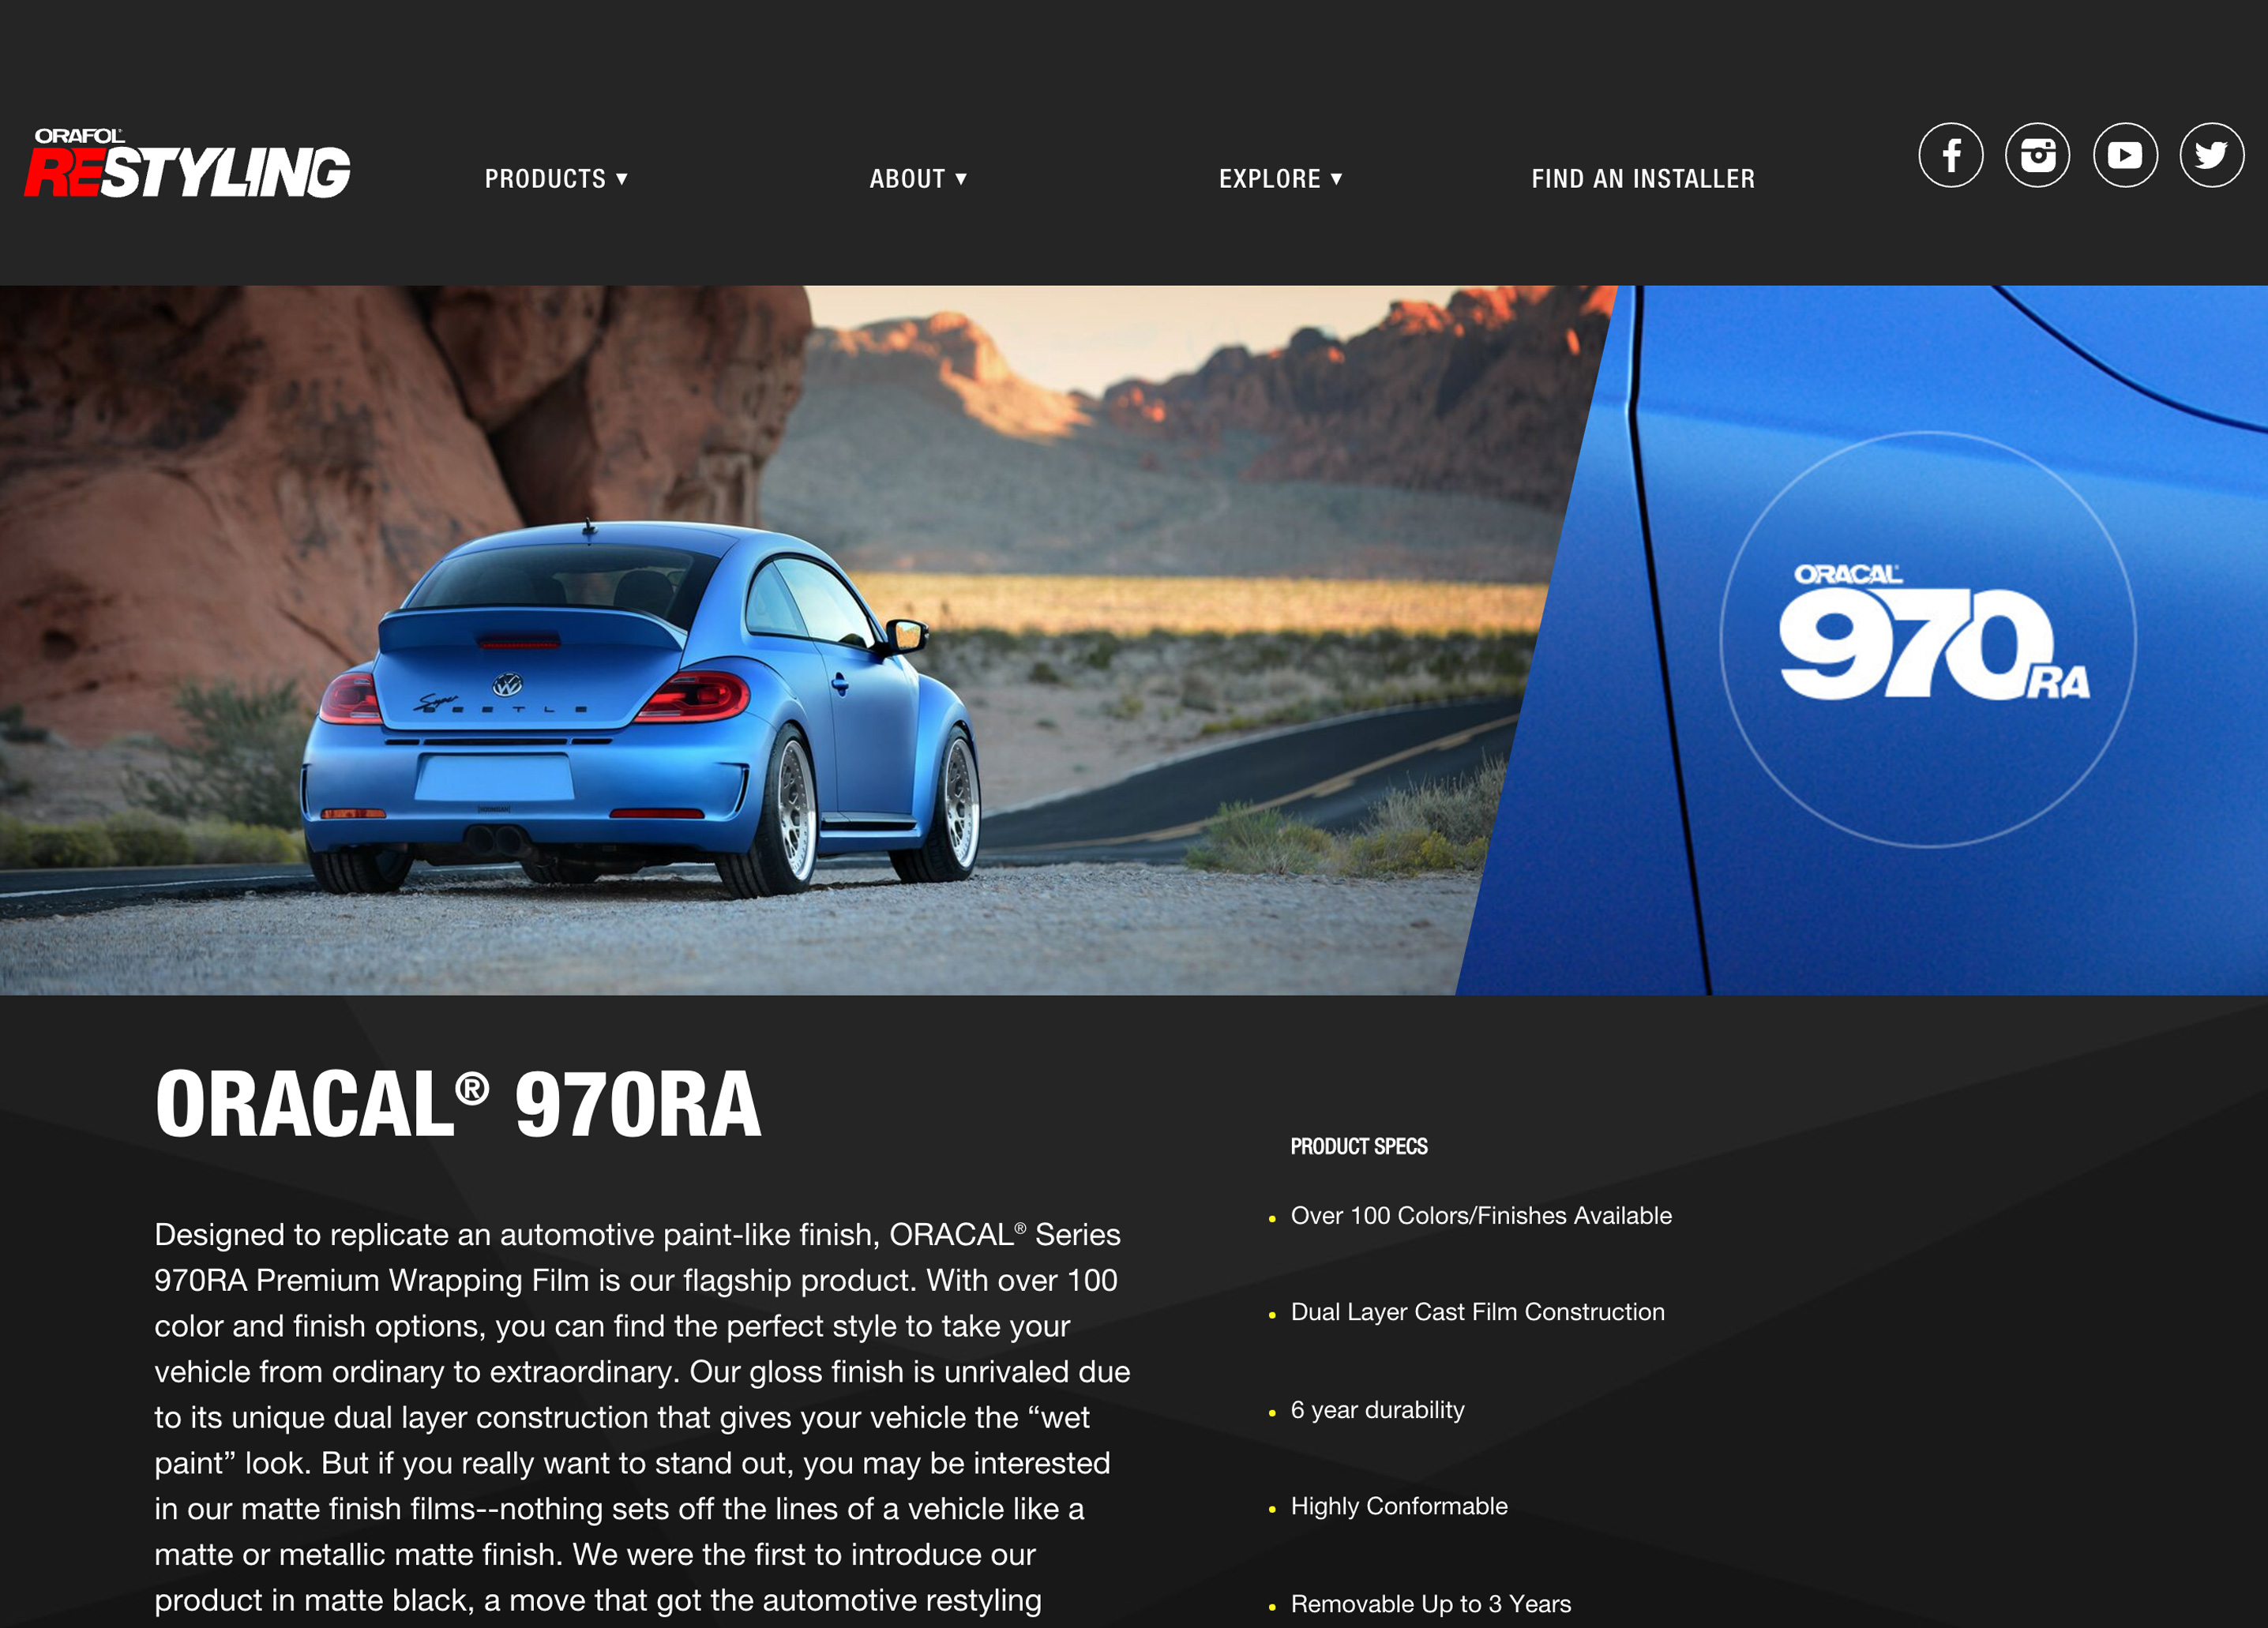 ORAFOL
RESTYLING
PRODUCTS ▼
ABOUT ▼
EXPLORE ▼
FIND AN INSTALLER
Super
BEETLE
ORACAL®
970RA
ORACAL® 970RA
Designed to replicate an automotive paint-like finish, ORACAL® Series
970RA Premium Wrapping Film is our flagship product. With over 100
color and finish options, you can find the perfect style to take your
vehicle from ordinary to extraordinary. Our gloss finish is unrivaled due
to its unique dual layer construction that gives your vehicle the “wet
paint” look. But if you really want to stand out, you may be interested
in our matte finish films--nothing sets off the lines of a vehicle like a
matte or metallic matte finish. We were the first to introduce our
product in matte black, a move that got the automotive restyling
PRODUCT SPECS
Over 100 Colors/Finishes Available
Dual Layer Cast Film Construction
6 year durability
Highly Conformable
Removable Up to 3 Years